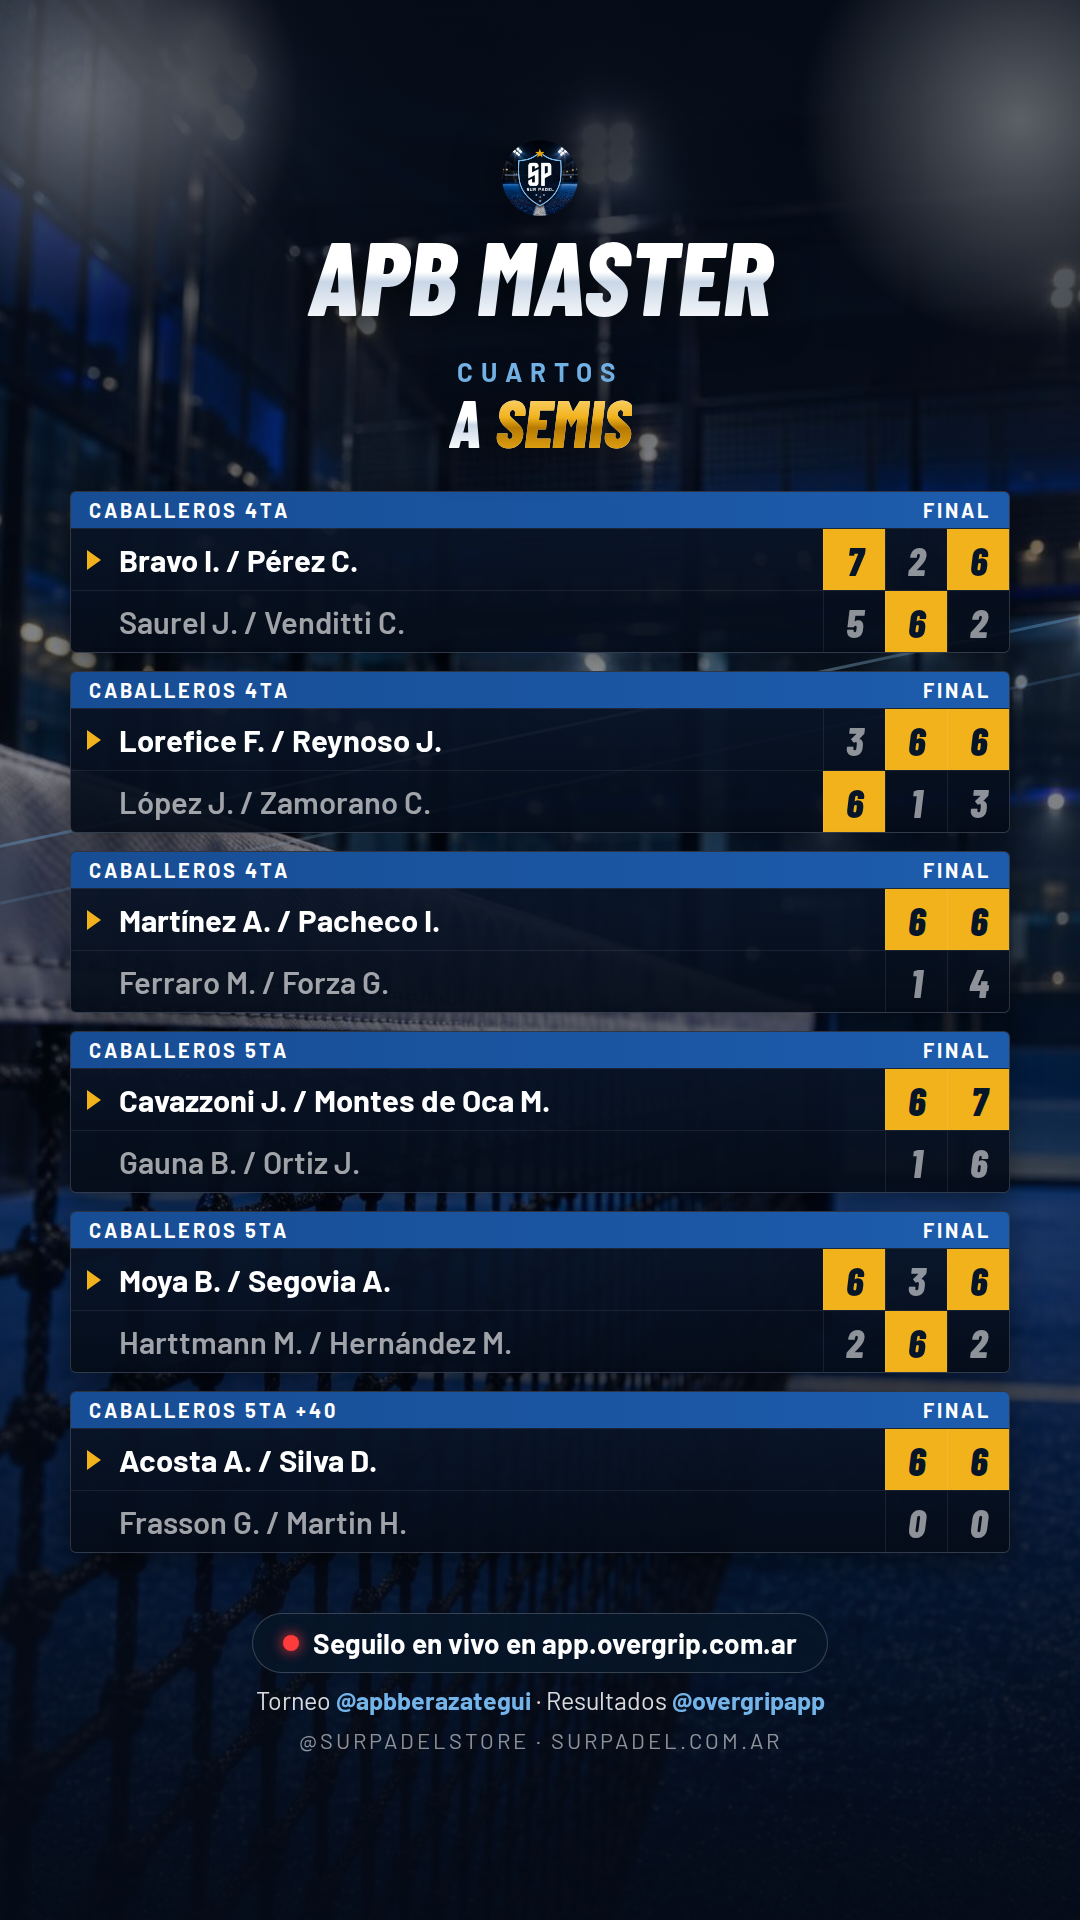 SP
SUR PADEL
APB MASTER
CUARTOS
A SEMIS
CABALLEROS 4TA FINAL
Bravo I. / Pérez C. 7 2 6
Saurel J. / Venditti C. 5 6 2
CABALLEROS 4TA FINAL
Lorefice F. / Reynoso J. 3 6 6
López J. / Zamorano C. 6 1 3
CABALLEROS 4TA FINAL
Martínez A. / Pacheco I. 6 6
Ferraro M. / Forza G. 1 4
CABALLEROS 5TA FINAL
Cavazzoni J. / Montes de Oca M. 6 7
Gauna B. / Ortiz J. 1 6
CABALLEROS 5TA FINAL
Moya B. / Segovia A. 6 3 6
Harttmann M. / Hernández M. 2 6 2
CABALLEROS 5TA +40 FINAL
Acosta A. / Silva D. 6 6
Frasson G. / Martin H. 0 0
Seguilo en vivo en app.overgrip.com.ar
Torneo @apbberazategui · Resultados @overgripapp
@SURPADELSTORE · SURPADEL.COM.AR